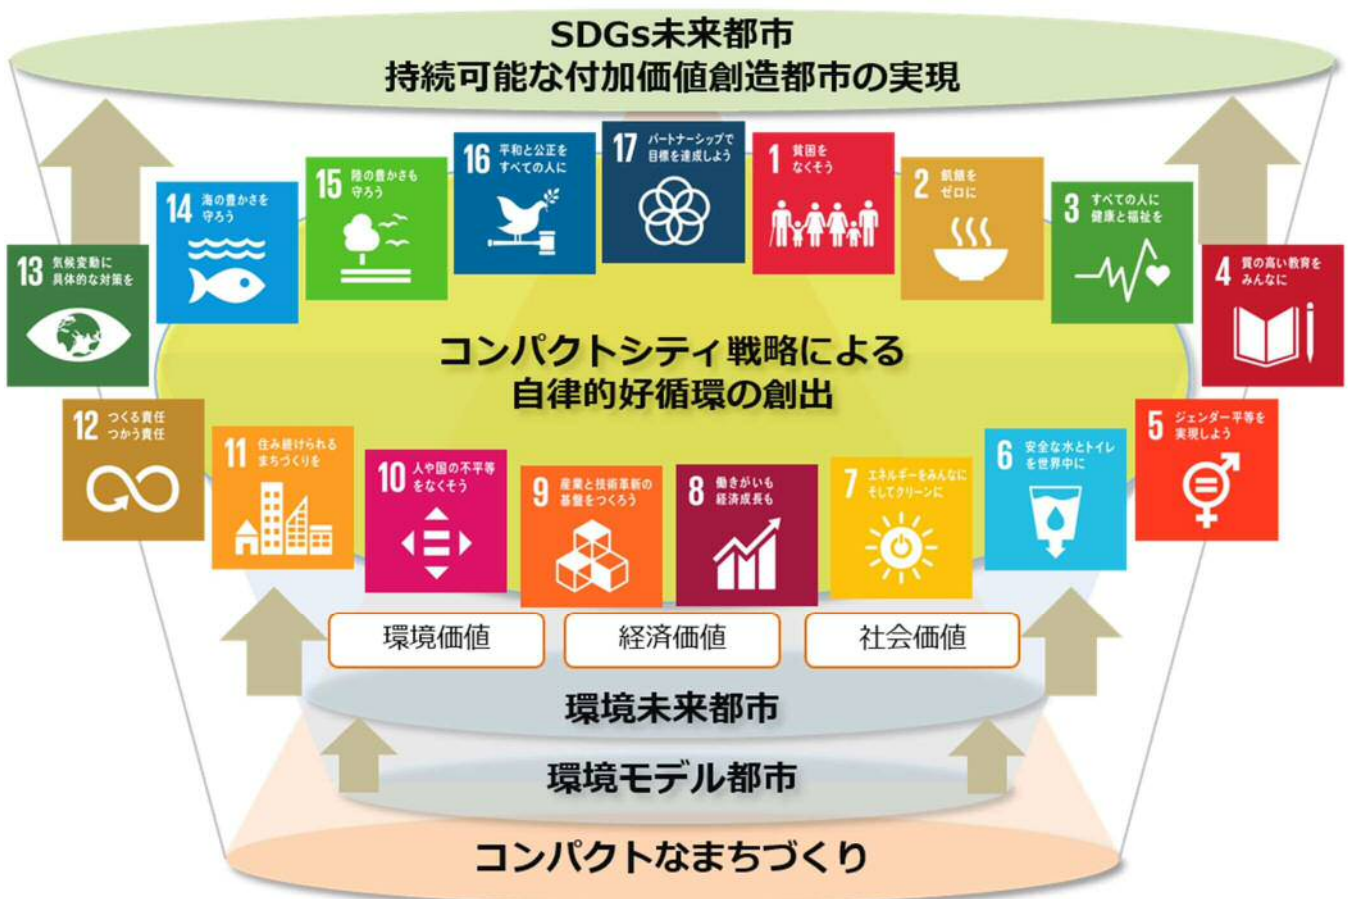 SDGs未来都市
持続可能な付加価値創造都市の実現
17 パートナーシップで
目標を達成しよう
16 平和と公正を
すべての人に
1 貧困を
なくそう
15 陸の豊かさも
守ろう
2 飢餓を
ゼロに
14 海の豊かさを
守ろう
3 すべての人に
健康と福祉を
13 気候変動に
具体的な対策を
4 質の高い教育を
みんなに
コンパクトシティ戦略による
自律的好循環の創出
12 つくる責任
つかう責任
5 ジェンダー平等を
実現しよう
11 住み続けられる
まちづくりを
6 安全な水とトイレ
を世界中に
10 人や国の不平等
をなくそう
9 産業と技術革新の
基盤をつくろう
8 働きがいも
経済成長も
7 エネルギーをみんなに
そしてクリーンに
環境価値
経済価値
社会価値
環境未来都市
環境モデル都市
コンパクトなまちづくり